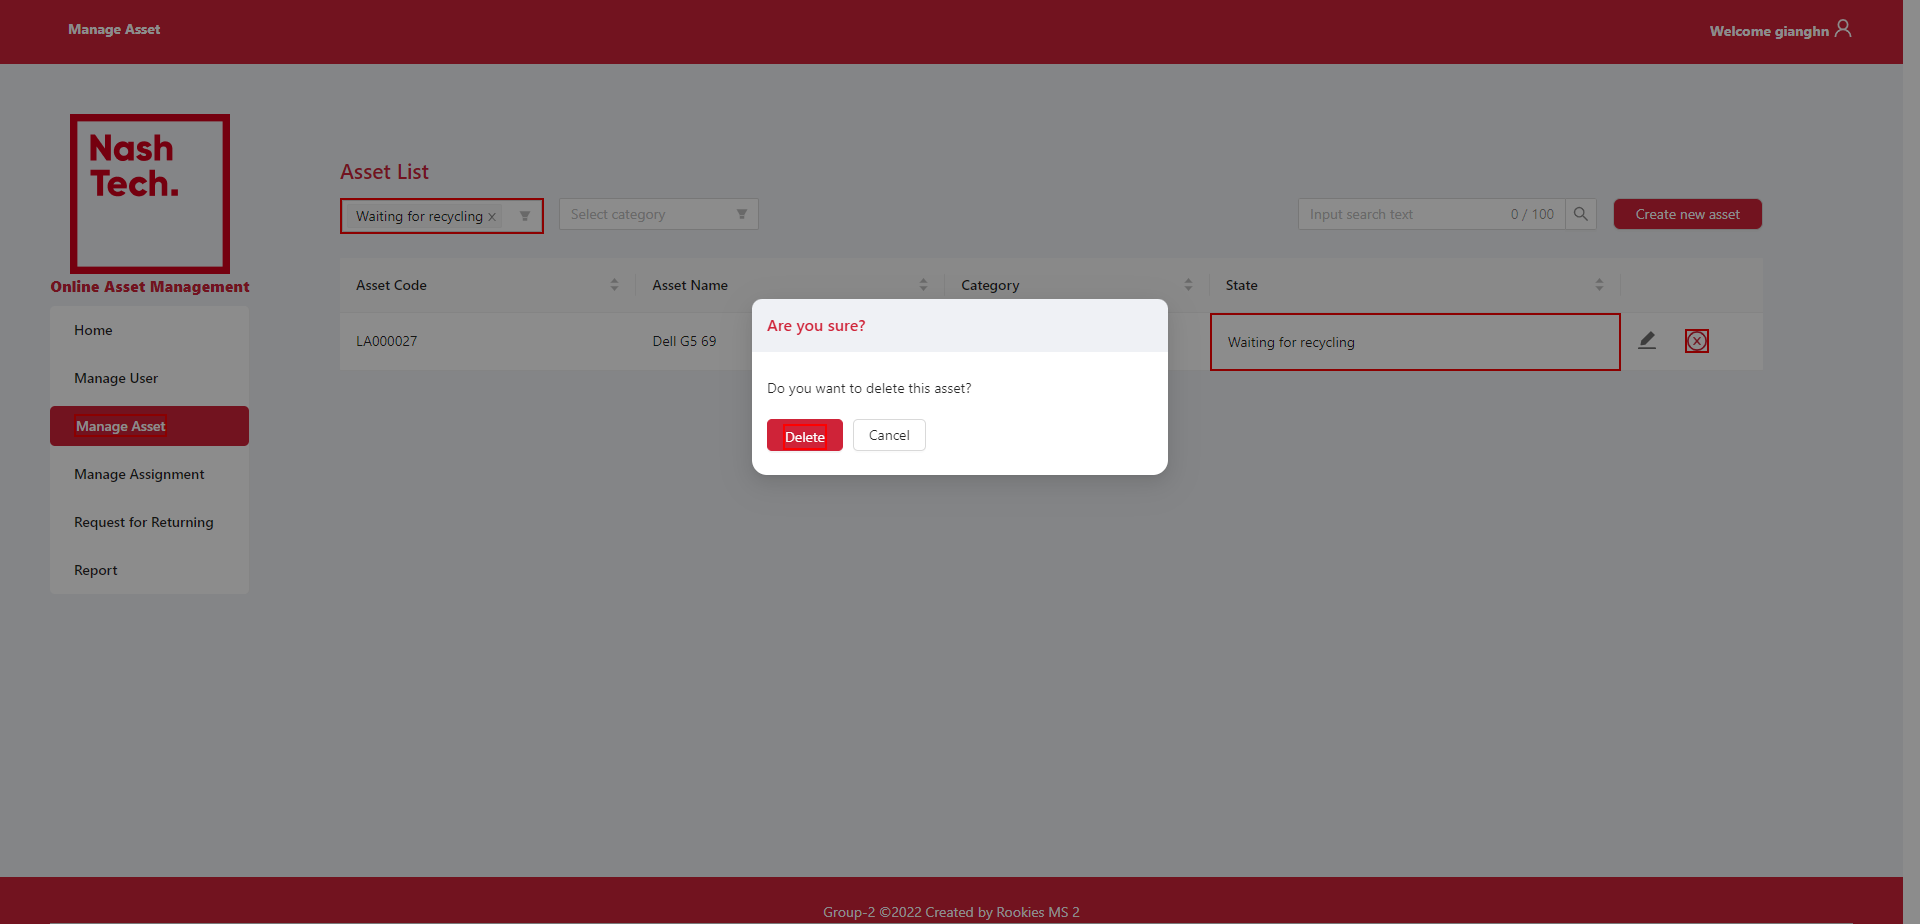 Manage Asset
Welcome gianghn
Nash
Tech.
Online Asset Management
Home
Manage User
Manage Asset
Manage Assignment
Request for Returning
Report
Asset List
Waiting for recycling
Select category
Input search text 0 / 100
Create new asset
Asset Code Asset Name Category State
LA000027 Dell G5 69 Waiting for recycling
Are you sure?
Do you want to delete this asset?
Delete Cancel
Group-2 ©2022 Created by Rookies MS 2